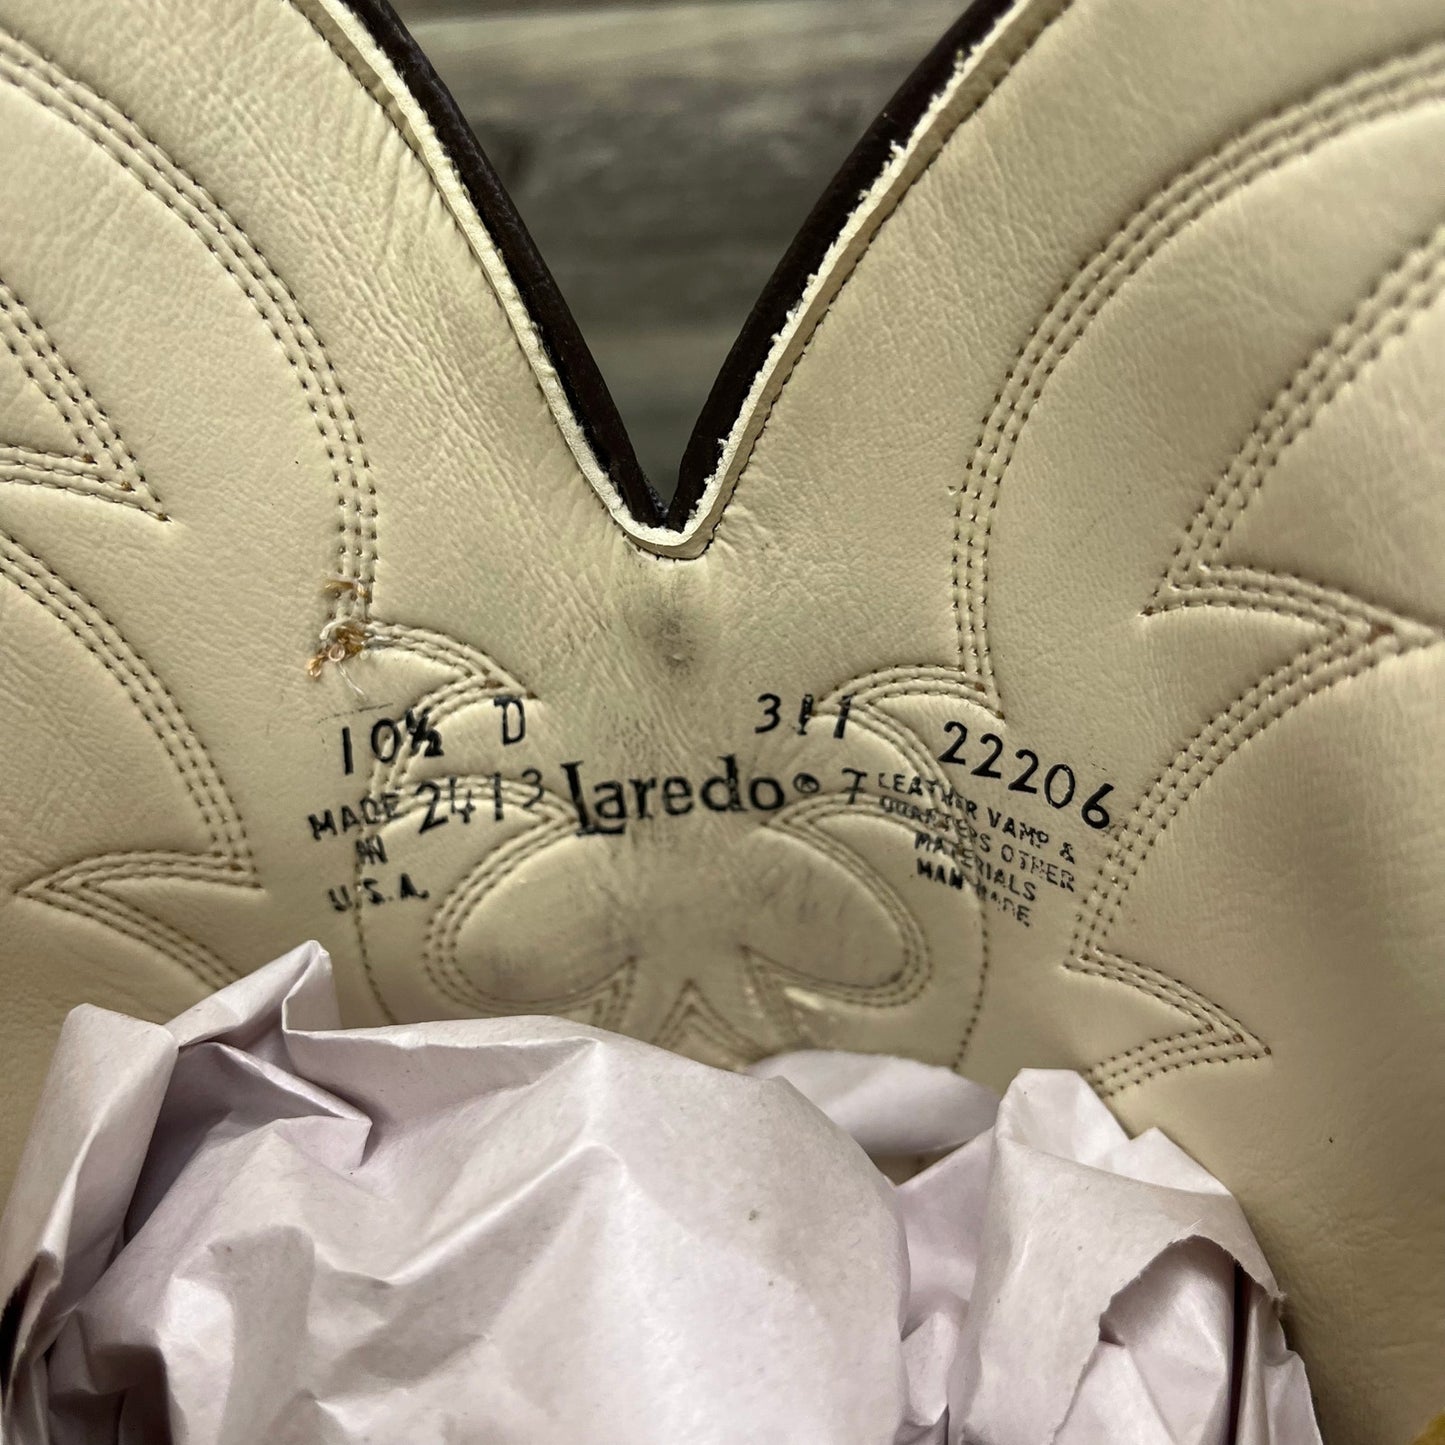 10½ D 311 22206
MADE IN U.S.A.
2413 Laredo® 7
LEATHER VAMP &
QUARTERS OTHER
MATERIALS
MAN MADE